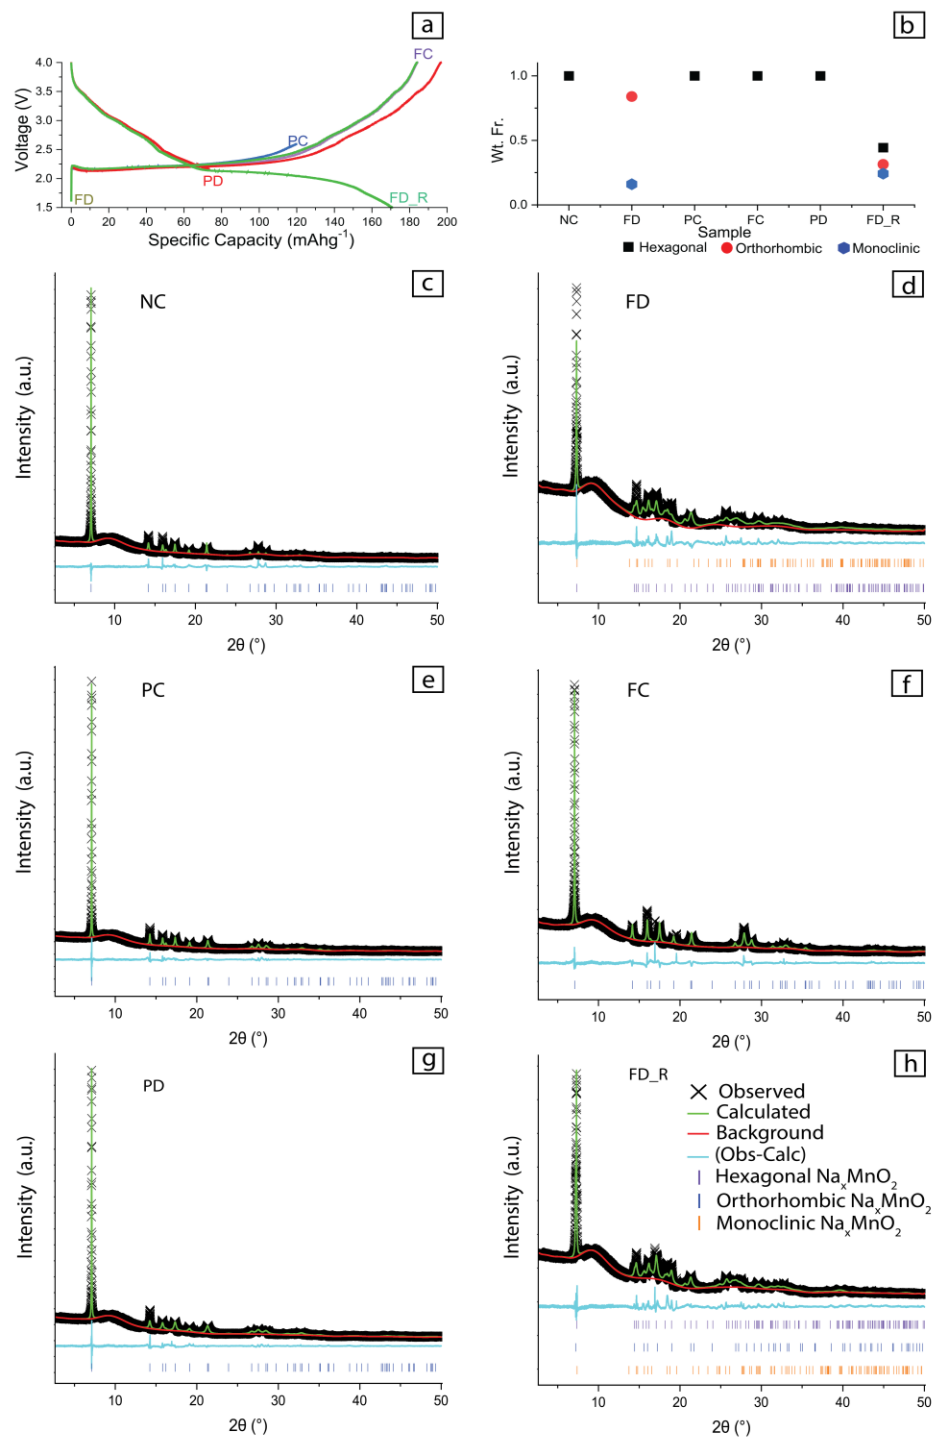 a
4.0
3.5
3.0
2.5
2.0
1.5
Voltage (V)
FC
PC
PD
FD
FD_R
0 20 40 60 80 100 120 140 160 180 200
Specific Capacity (mAhg⁻¹)
b
1.0
0.5
0.0
Wt. Fr.
NC FD PC FC PD FD_R
Sample
Hexagonal Orthorhombic Monoclinic
c
NC
Intensity (a.u.)
10 20 30 40 50
2θ (°)
d
FD
Intensity (a.u.)
10 20 30 40 50
2θ (°)
e
PC
Intensity (a.u.)
10 20 30 40 50
2θ (°)
f
FC
Intensity (a.u.)
10 20 30 40 50
2θ (°)
g
PD
Intensity (a.u.)
10 20 30 40 50
2θ (°)
h
FD_R
Observed
Calculated
Background
(Obs-Calc)
Hexagonal NaₓMnO₂
Orthorhombic NaₓMnO₂
Monoclinic NaₓMnO₂
Intensity (a.u.)
10 20 30 40 50
2θ (°)